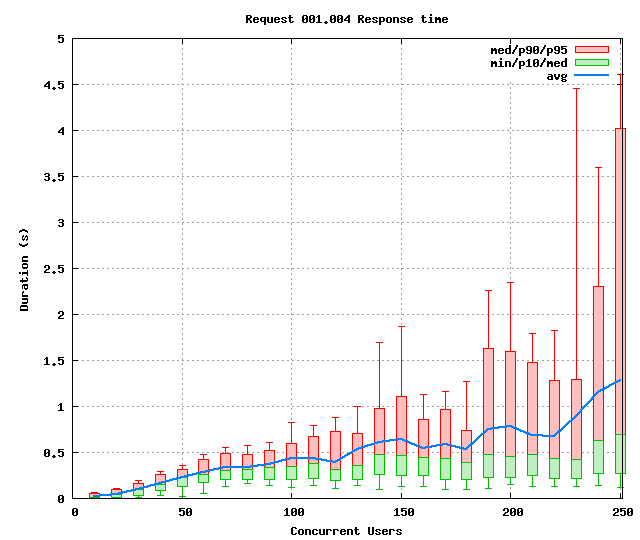 Request 001.004 Response time
med/p90/p95
min/p10/med
avg
5
4.5
4
3.5
3
2.5
2
1.5
1
0.5
0
Duration (s)
0 50 100 150 200 250
Concurrent Users